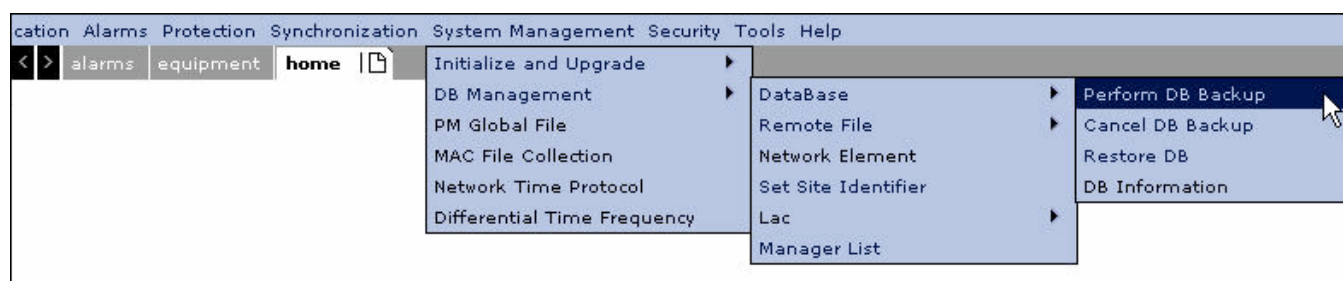 cation Alarms Protection Synchronization System Management Security Tools Help
< > alarms equipment home
Initialize and Upgrade
DB Management
PM Global File
MAC File Collection
Network Time Protocol
Differential Time Frequency
DataBase
Remote File
Network Element
Set Site Identifier
Lac
Manager List
Perform DB Backup
Cancel DB Backup
Restore DB
DB Information